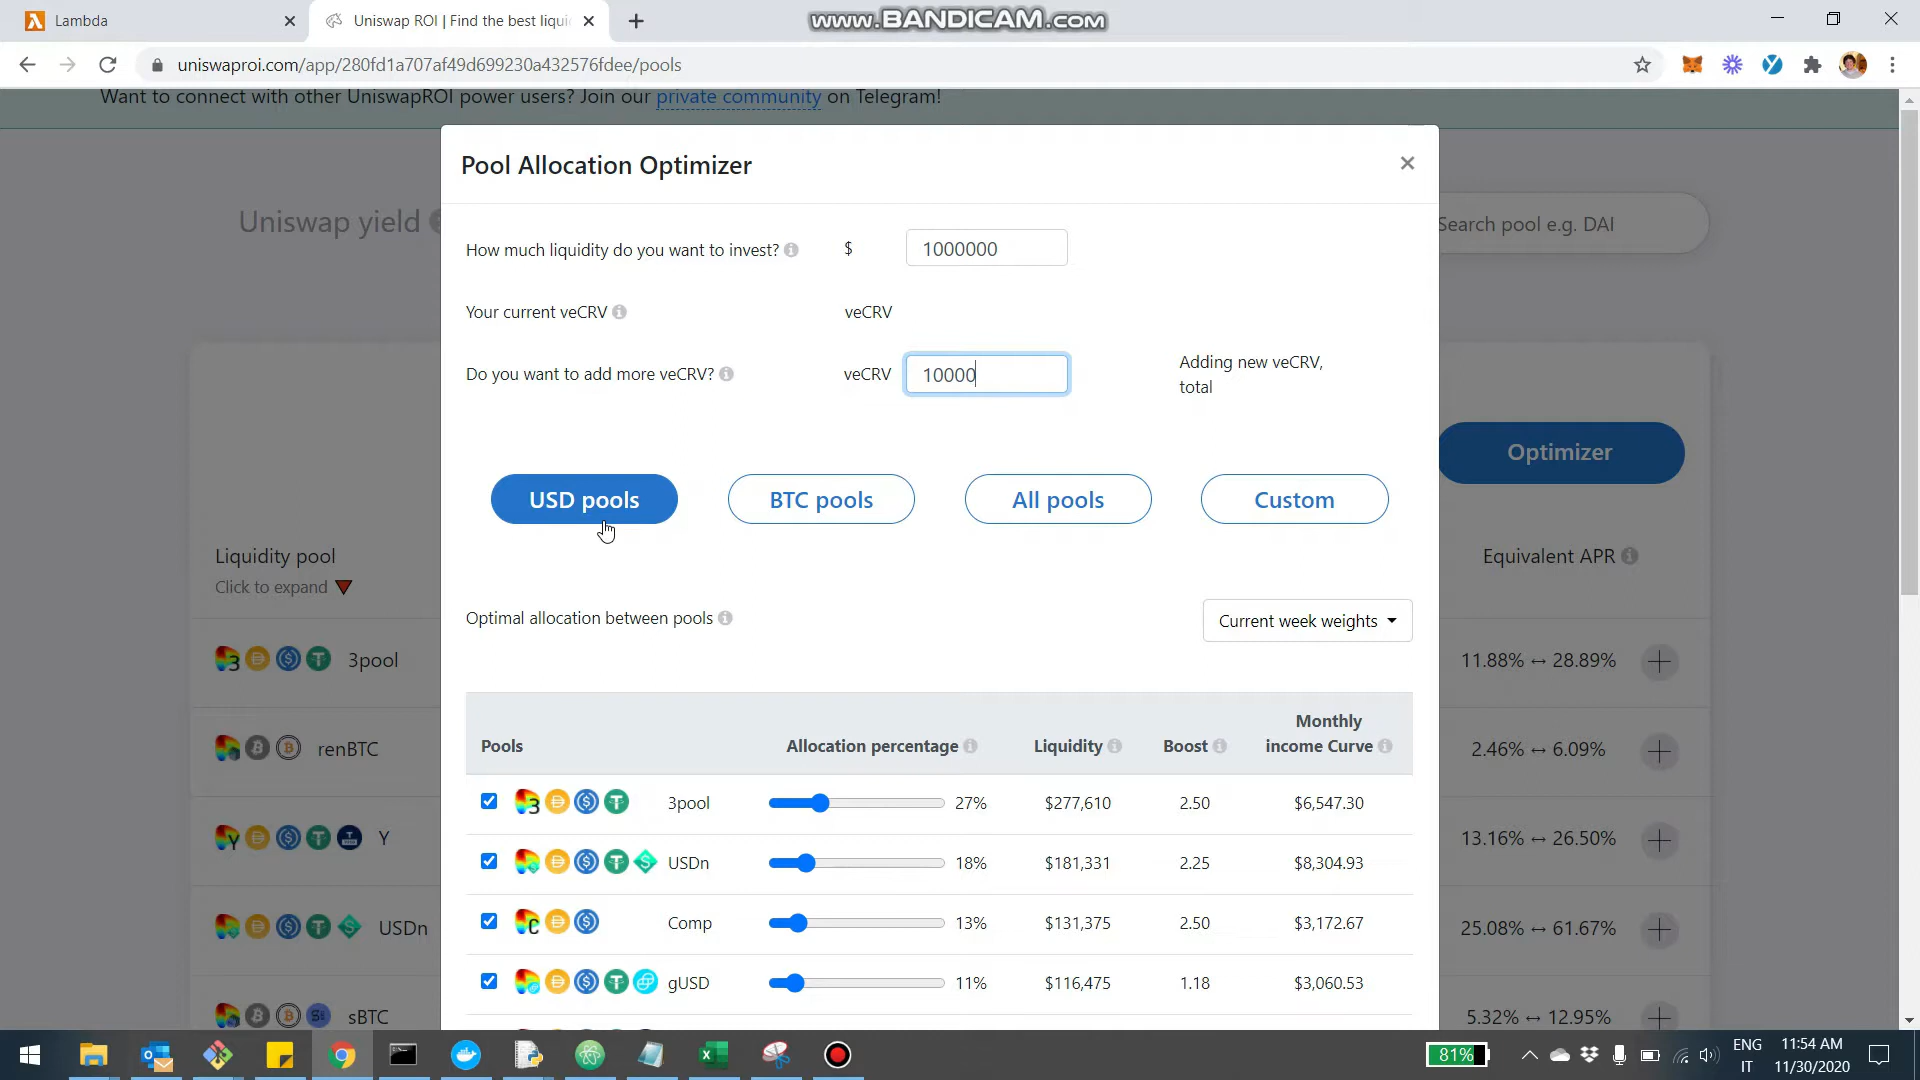 Lambda
Uniswap ROI | Find the best liqui
www.BANDICAM.com
uniswaproi.com/app/280fd1a707af49d699230a432576fdee/pools
Want to connect with other UniswapROI power users? Join our private community on Telegram!
Pool Allocation Optimizer
Uniswap yield
Search pool e.g. DAI
How much liquidity do you want to invest? $ 1000000
Your current veCRV veCRV
Do you want to add more veCRV? veCRV 10000
Adding new veCRV,
total
Optimizer
USD pools BTC pools All pools Custom
Liquidity pool
Click to expand
Equivalent APR
Optimal allocation between pools
Current week weights
3pool 11.88% ↔ 28.89%
renBTC 2.46% ↔ 6.09%
Y 13.16% ↔ 26.50%
USDn 25.08% ↔ 61.67%
sBTC 5.32% ↔ 12.95%
Monthly
Pools Allocation percentage Liquidity Boost income Curve
3pool 27% $277,610 2.50 $6,547.30
USDn 18% $181,331 2.25 $8,304.93
Comp 13% $131,375 2.50 $3,172.67
gUSD 11% $116,475 1.18 $3,060.53
81%
ENG
IT
11:54 AM
11/30/2020